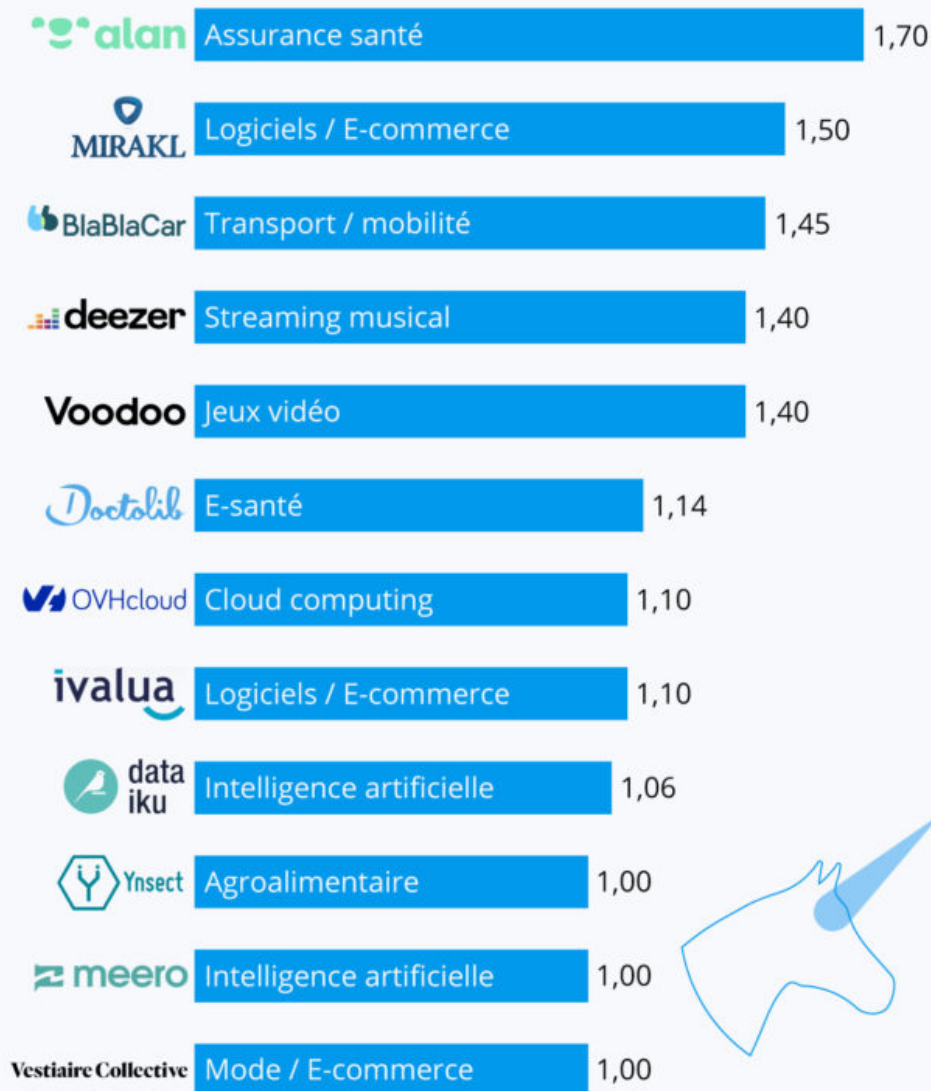 alan Assurance santé 1,70
MIRAKL Logiciels / E-commerce 1,50
BlaBlaCar Transport / mobilité 1,45
deezer Streaming musical 1,40
Voodoo Jeux vidéo 1,40
Doctolib E-santé 1,14
OVHcloud Cloud computing 1,10
ivalua Logiciels / E-commerce 1,10
data
iku Intelligence artificielle 1,06
Ynsect Agroalimentaire 1,00
meero Intelligence artificielle 1,00
Vestiaire Collective Mode / E-commerce 1,00